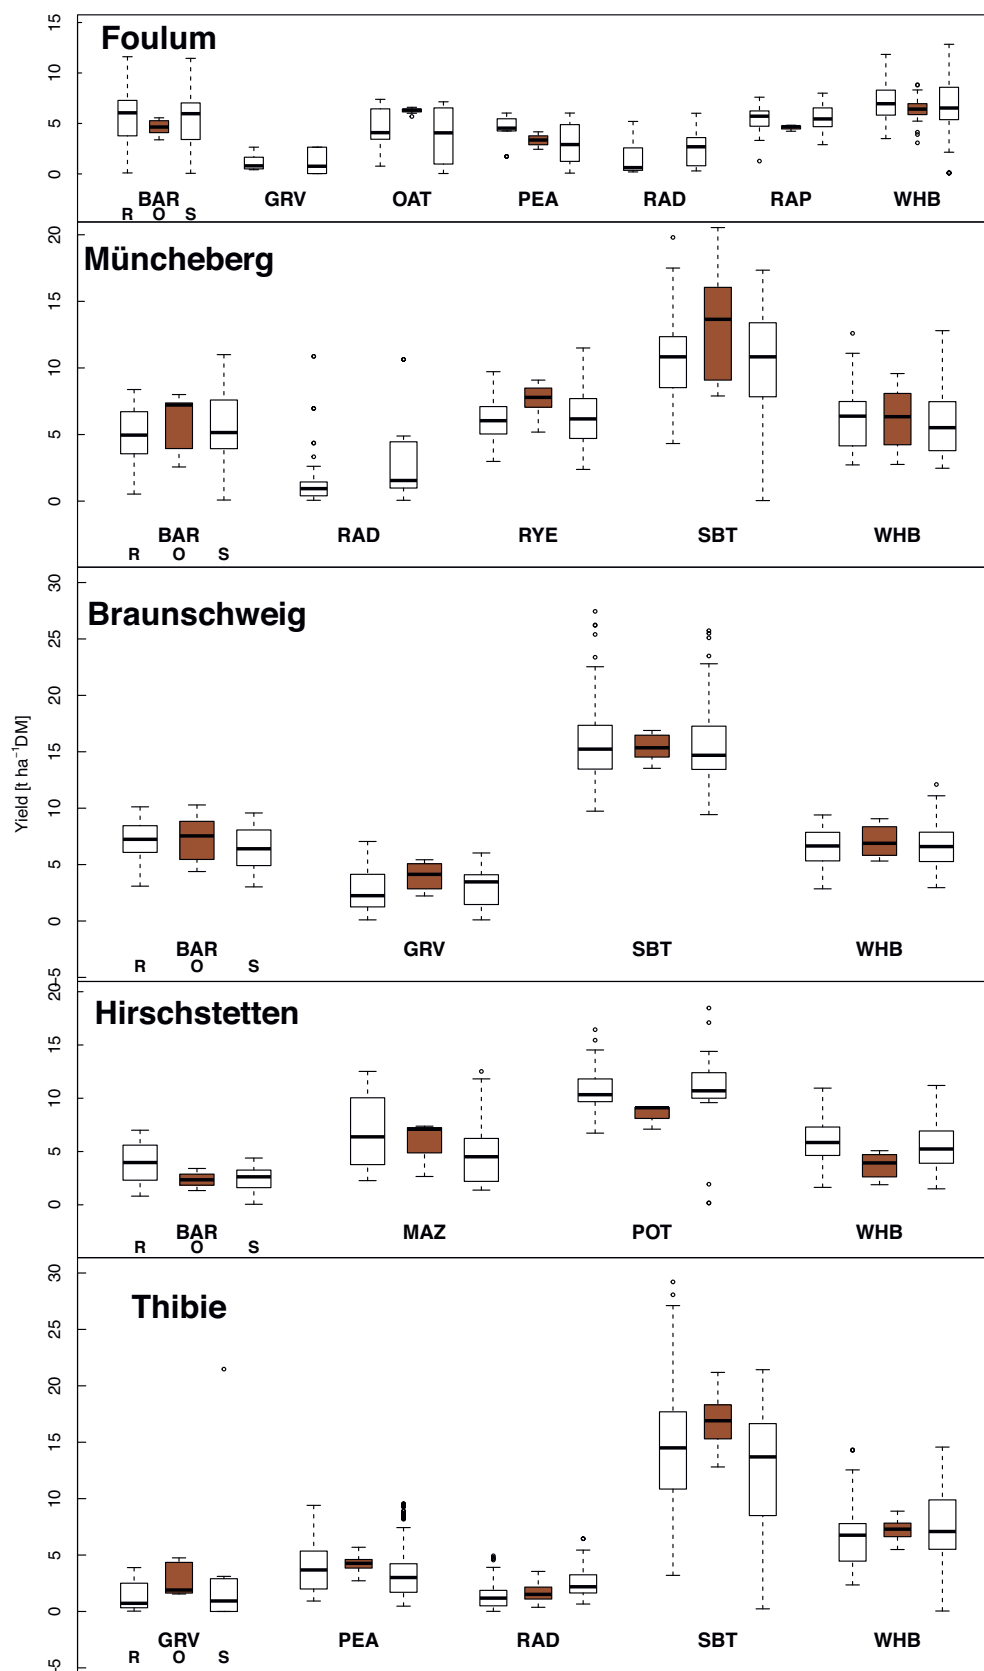 Foulum
15
10
5
0
BAR GRV OAT PEA RAD RAP WHB
R O S
Müncheberg
20
15
10
5
0
BAR RAD RYE SBT WHB
R O S
Braunschweig
30
25
20
15
10
5
0
-5
Yield [t ha⁻¹DM]
BAR GRV SBT WHB
R O S
Hirschstetten
20
15
10
5
0
BAR MAZ POT WHB
R O S
Thibie
30
25
20
15
10
5
0
-5
GRV PEA RAD SBT WHB
R O S